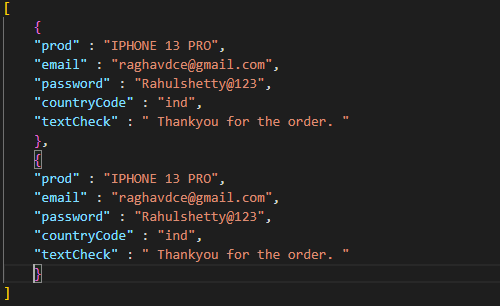 [
{
"prod" : "IPHONE 13 PRO",
"email" : "raghavdce@gmail.com",
"password" : "Rahulshetty@123",
"countryCode" : "ind",
"textCheck" : " Thankyou for the order. "
},
{
"prod" : "IPHONE 13 PRO",
"email" : "raghavdce@gmail.com",
"password" : "Rahulshetty@123",
"countryCode" : "ind",
"textCheck" : " Thankyou for the order. "
}
]